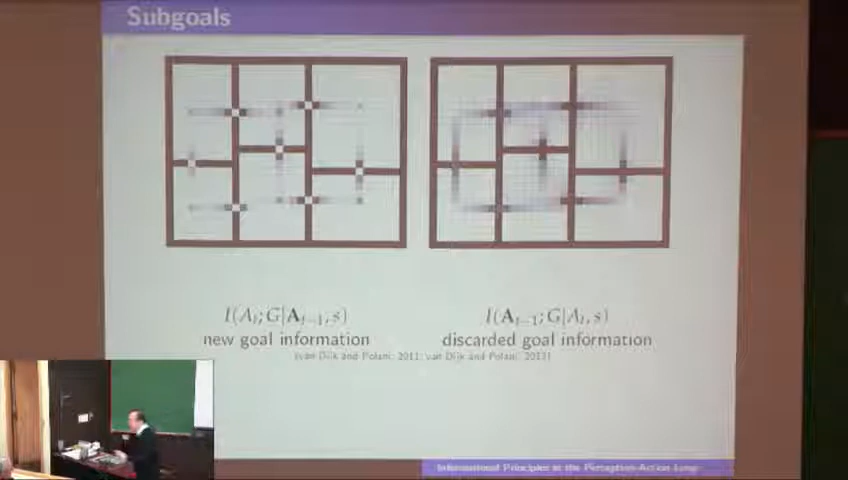 Subgoals
I(A_t; G|A_{t−1}, s)
new goal information
I(A_{t−1}; G|A_t, s)
discarded goal information
(van Dijk and Polani, 2011; van Dijk and Polani, 2013)
Informational Principles in the Perception-Action Loop